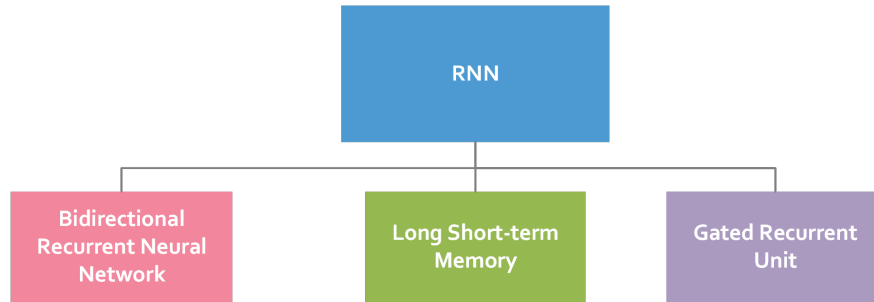 RNN
Bidirectional
Recurrent Neural
Network
Long Short-term
Memory
Gated Recurrent
Unit